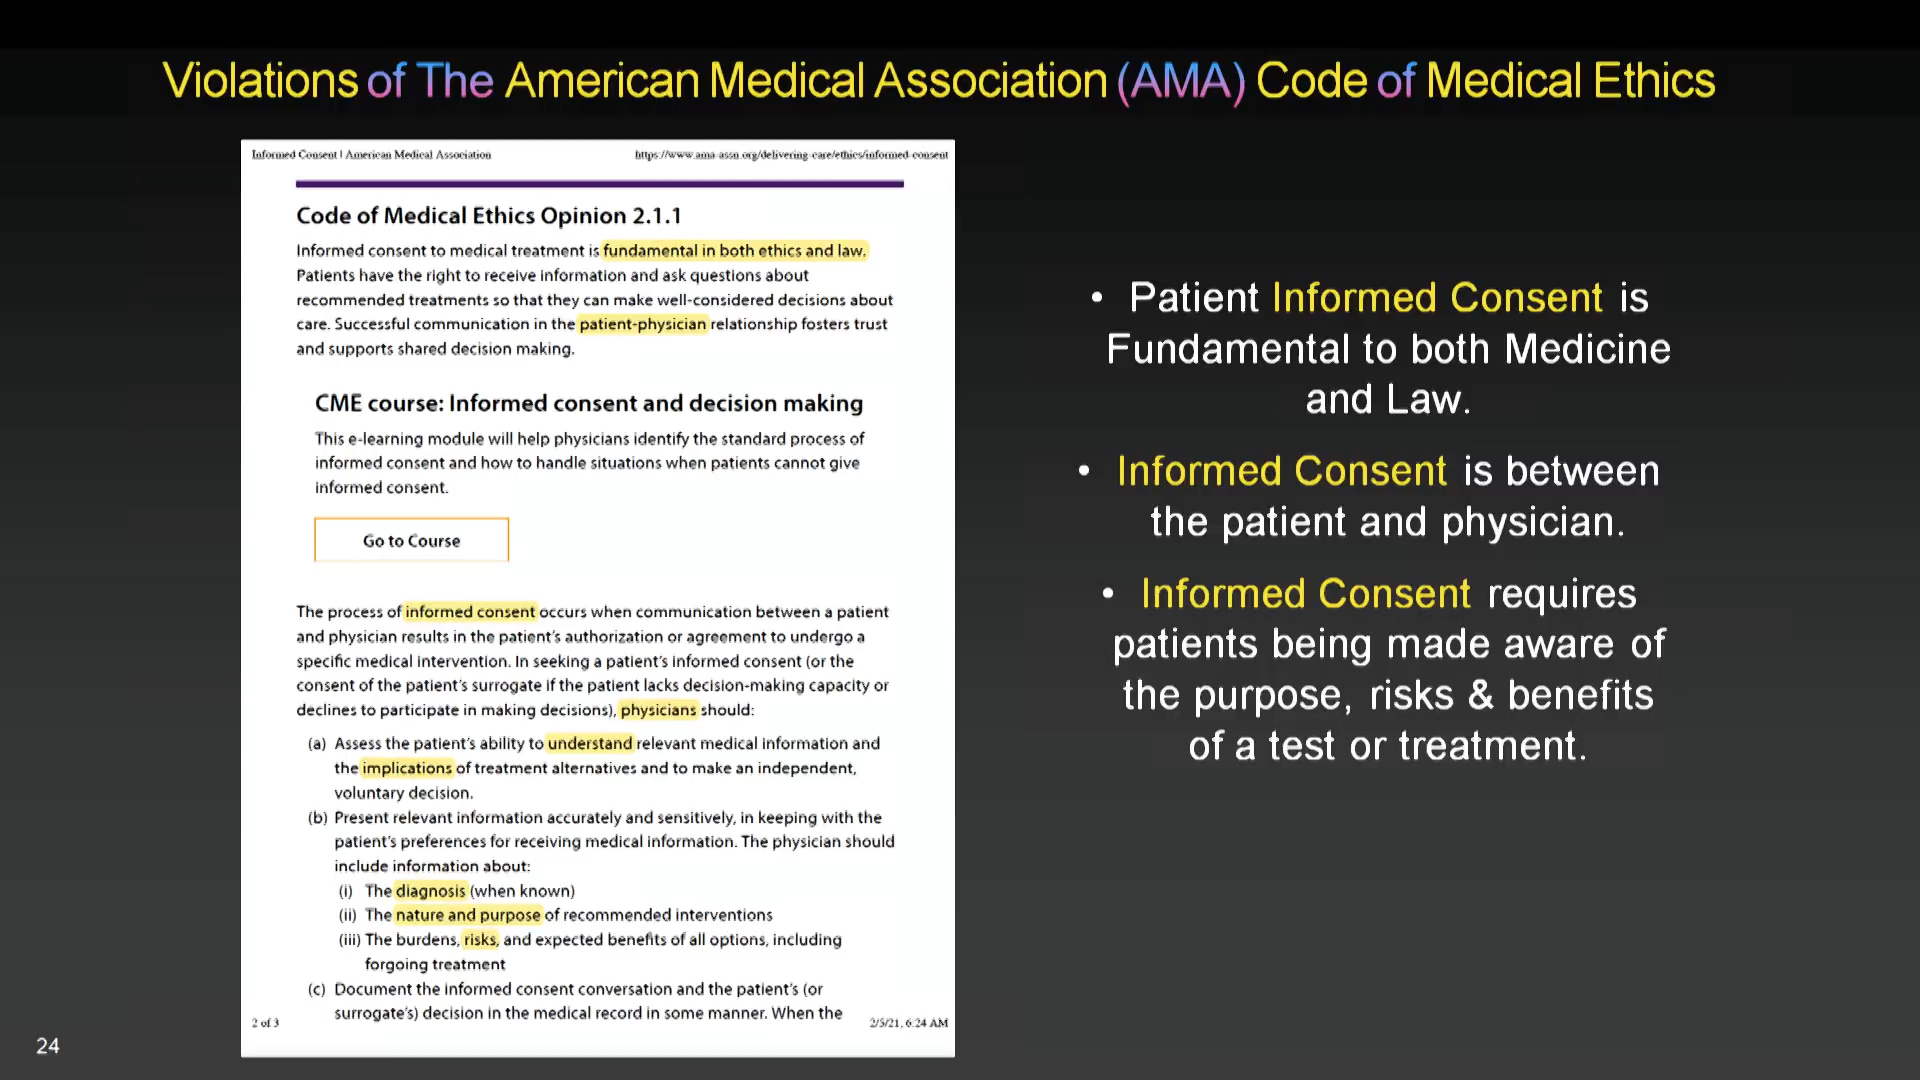 Violations of The American Medical Association (AMA) Code of Medical Ethics
Informed Consent | American Medical Association
https://www.ama-assn.org/delivering-care/ethics/informed-consent
Code of Medical Ethics Opinion 2.1.1
Informed consent to medical treatment is fundamental in both ethics and law.
Patients have the right to receive information and ask questions about
recommended treatments so that they can make well-considered decisions about
care. Successful communication in the patient-physician relationship fosters trust
and supports shared decision making.
CME course: Informed consent and decision making
This e-learning module will help physicians identify the standard process of
informed consent and how to handle situations when patients cannot give
informed consent.
Go to Course
The process of informed consent occurs when communication between a patient
and physician results in the patient's authorization or agreement to undergo a
specific medical intervention. In seeking a patient's informed consent (or the
consent of the patient's surrogate if the patient lacks decision-making capacity or
declines to participate in making decisions), physicians should:
(a) Assess the patient's ability to understand relevant medical information and
the implications of treatment alternatives and to make an independent,
voluntary decision.
(b) Present relevant information accurately and sensitively, in keeping with the
patient's preferences for receiving medical information. The physician should
include information about:
(i) The diagnosis (when known)
(ii) The nature and purpose of recommended interventions
(iii) The burdens, risks, and expected benefits of all options, including
forgoing treatment
(c) Document the informed consent conversation and the patient's (or
surrogate's) decision in the medical record in some manner. When the
2 of 3
2/5/21, 6:24 AM
• Patient Informed Consent is
Fundamental to both Medicine
and Law.
• Informed Consent is between
the patient and physician.
• Informed Consent requires
patients being made aware of
the purpose, risks & benefits
of a test or treatment.
24